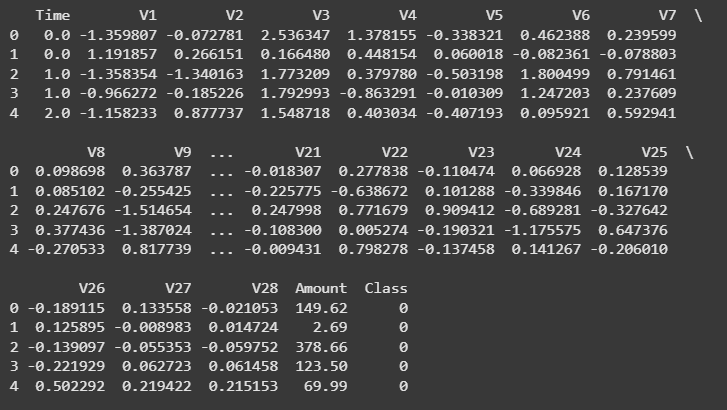 Time        V1        V2        V3        V4        V5        V6        V7  \
0   0.0 -1.359807 -0.072781  2.536347  1.378155 -0.338321  0.462388  0.239599
1   0.0  1.191857  0.266151  0.166480  0.448154  0.060018 -0.082361 -0.078803
2   1.0 -1.358354 -1.340163  1.773209  0.379780 -0.503198  1.800499  0.791461
3   1.0 -0.966272 -0.185226  1.792993 -0.863291 -0.010309  1.247203  0.237609
4   2.0 -1.158233  0.877737  1.548718  0.403034 -0.407193  0.095921  0.592941
         V8        V9  ...       V21       V22       V23       V24       V25  \
0  0.098698  0.363787  ... -0.018307  0.277838 -0.110474  0.066928  0.128539
1  0.085102 -0.255425  ... -0.225775 -0.638672  0.101288 -0.339846  0.167170
2  0.247676 -1.514654  ...  0.247998  0.771679  0.909412 -0.689281 -0.327642
3  0.377436 -1.387024  ... -0.108300  0.005274 -0.190321 -1.175575  0.647376
4 -0.270533  0.817739  ... -0.009431  0.798278 -0.137458  0.141267 -0.206010
        V26       V27       V28  Amount  Class
0 -0.189115  0.133558 -0.021053  149.62      0
1  0.125895 -0.008983  0.014724    2.69      0
2 -0.139097 -0.055353 -0.059752  378.66      0
3 -0.221929  0.062723  0.061458  123.50      0
4  0.502292  0.219422  0.215153   69.99      0